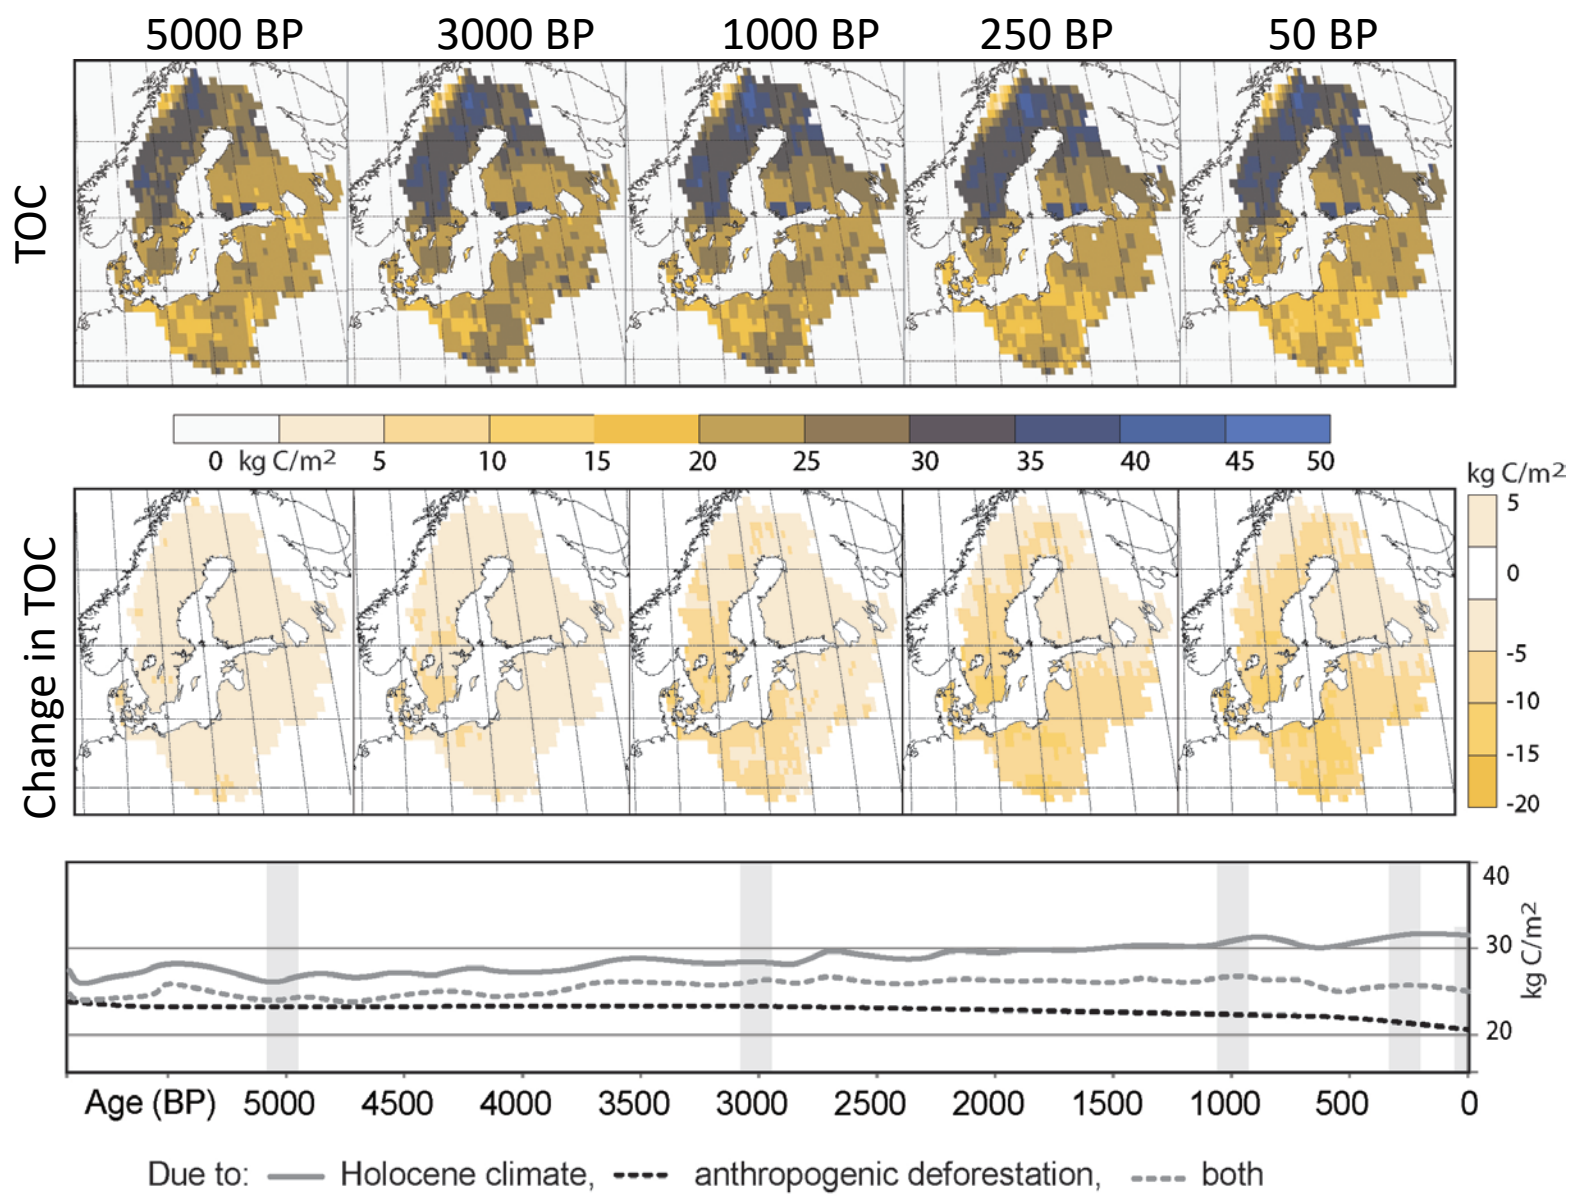 5000 BP 3000 BP 1000 BP 250 BP 50 BP
TOC
0 kg C/m2 5 10 15 20 25 30 35 40 45 50
kg C/m2
Change in TOC
5
0
-5
-10
-15
-20
40
30
20
kg C/m2
Age (BP) 5000 4500 4000 3500 3000 2500 2000 1500 1000 500 0
Due to: Holocene climate, anthropogenic deforestation, both